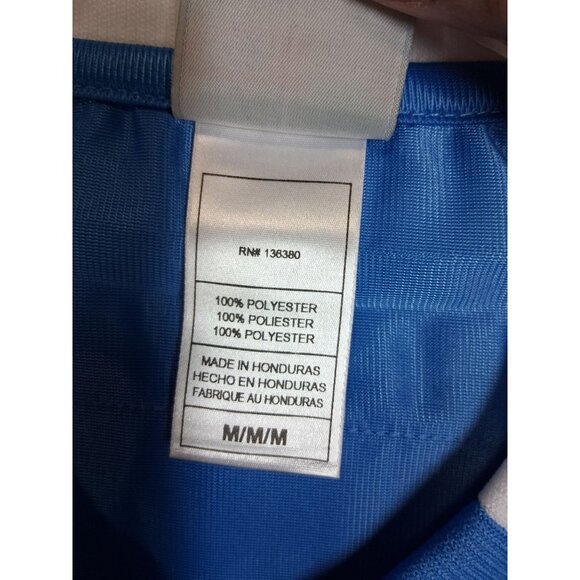 RN# 136380
100% POLYESTER
100% POLIESTER
100% POLYESTER
MADE IN HONDURAS
HECHO EN HONDURAS
FABRIQUE AU HONDURAS
M/M/M